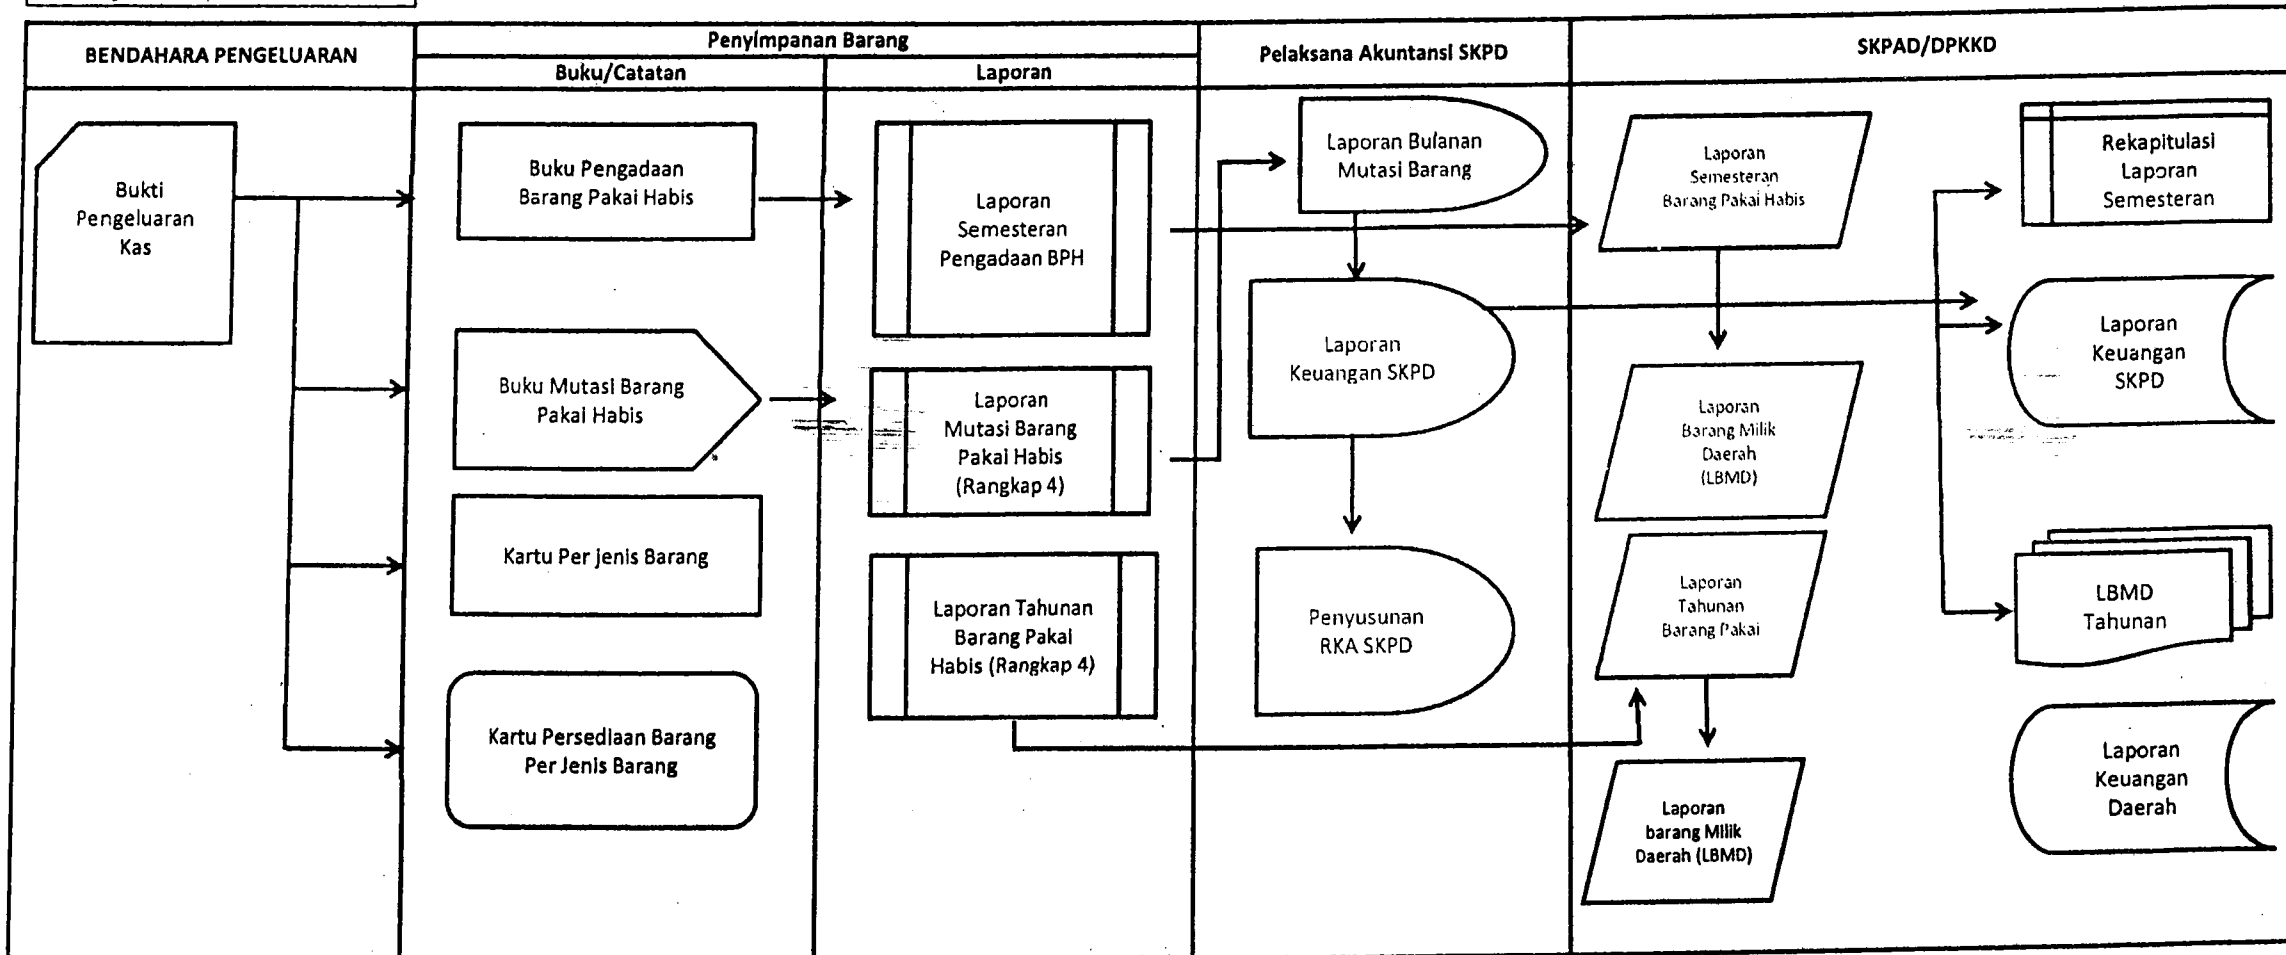 BENDAHARA PENGELUARAN
Penyimpanan Barang
Buku/Catatan
Laporan
Pelaksana Akuntansi SKPD
SKPAD/DPKKD
Bukti
Pengeluaran
Kas
Buku Pengadaan
Barang Pakai Habis
Buku Mutasi Barang
Pakai Habis
Kartu Per jenis Barang
Kartu Persediaan Barang
Per Jenis Barang
Laporan
Semesteran
Pengadaan BPH
Laporan
Mutasi Barang
Pakai Habis
(Rangkap 4)
Laporan Tahunan
Barang Pakai
Habis (Rangkap 4)
Laporan Bulanan
Mutasi Barang
Laporan
Keuangan SKPD
Penyusunan
RKA SKPD
Laporan
Semesteran
Barang Pakai Habis
Laporan
Barang Milik
Daerah
(LBMD)
Laporan
Tahunan
Barang Pakai
Laporan
barang Milik
Daerah (LBMD)
Rekapitulasi
Laporan
Semesteran
Laporan
Keuangan
SKPD
LBMD
Tahunan
Laporan
Keuangan
Daerah